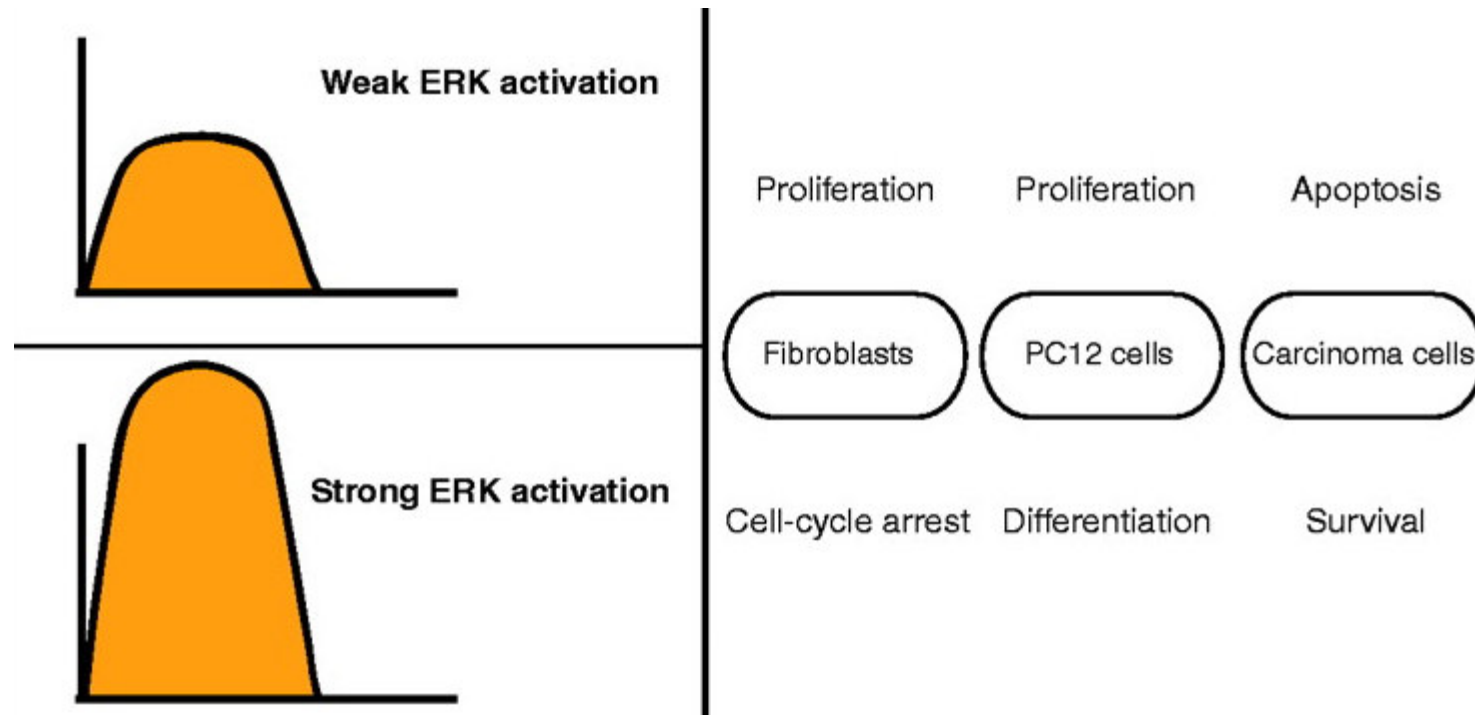 Weak ERK activation
Proliferation Proliferation Apoptosis
Fibroblasts PC12 cells Carcinoma cells
Strong ERK activation
Cell-cycle arrest Differentiation Survival